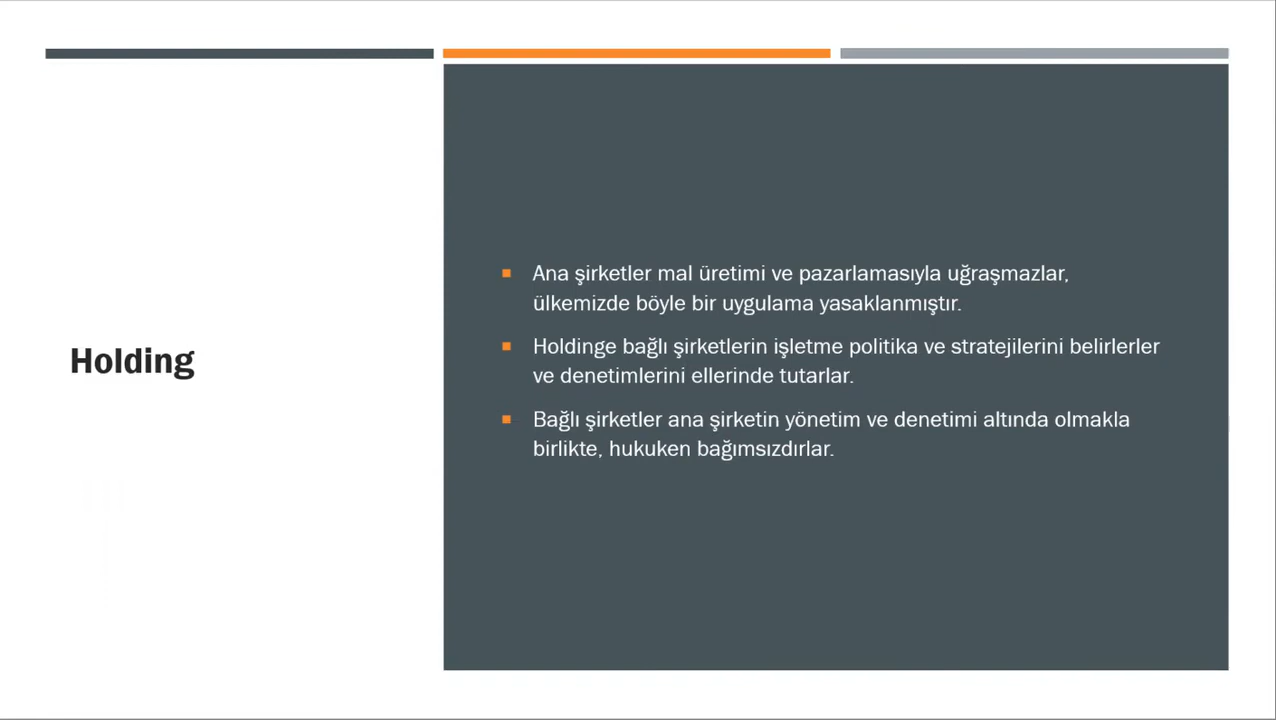 Holding
Ana şirketler mal üretimi ve pazarlamasıyla uğraşmazlar,
ülkemizde böyle bir uygulama yasaklanmıştır.
Holdinge bağlı şirketlerin işletme politika ve stratejilerini belirlerler
ve denetimlerini ellerinde tutarlar.
Bağlı şirketler ana şirketin yönetim ve denetimi altında olmakla
birlikte, hukuken bağımsızdırlar.